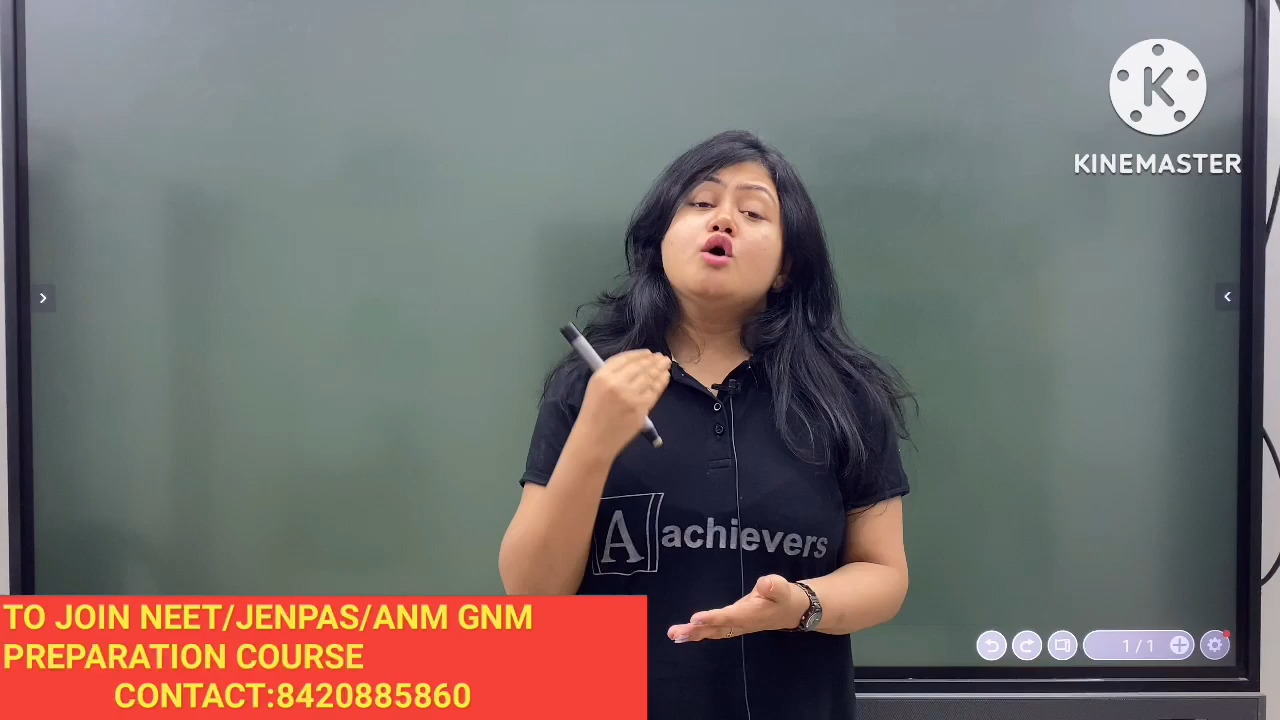 K
KINEMASTER
A achievers
1/1
TO JOIN NEET/JENPAS/ANM GNM
PREPARATION COURSE
CONTACT:8420885860